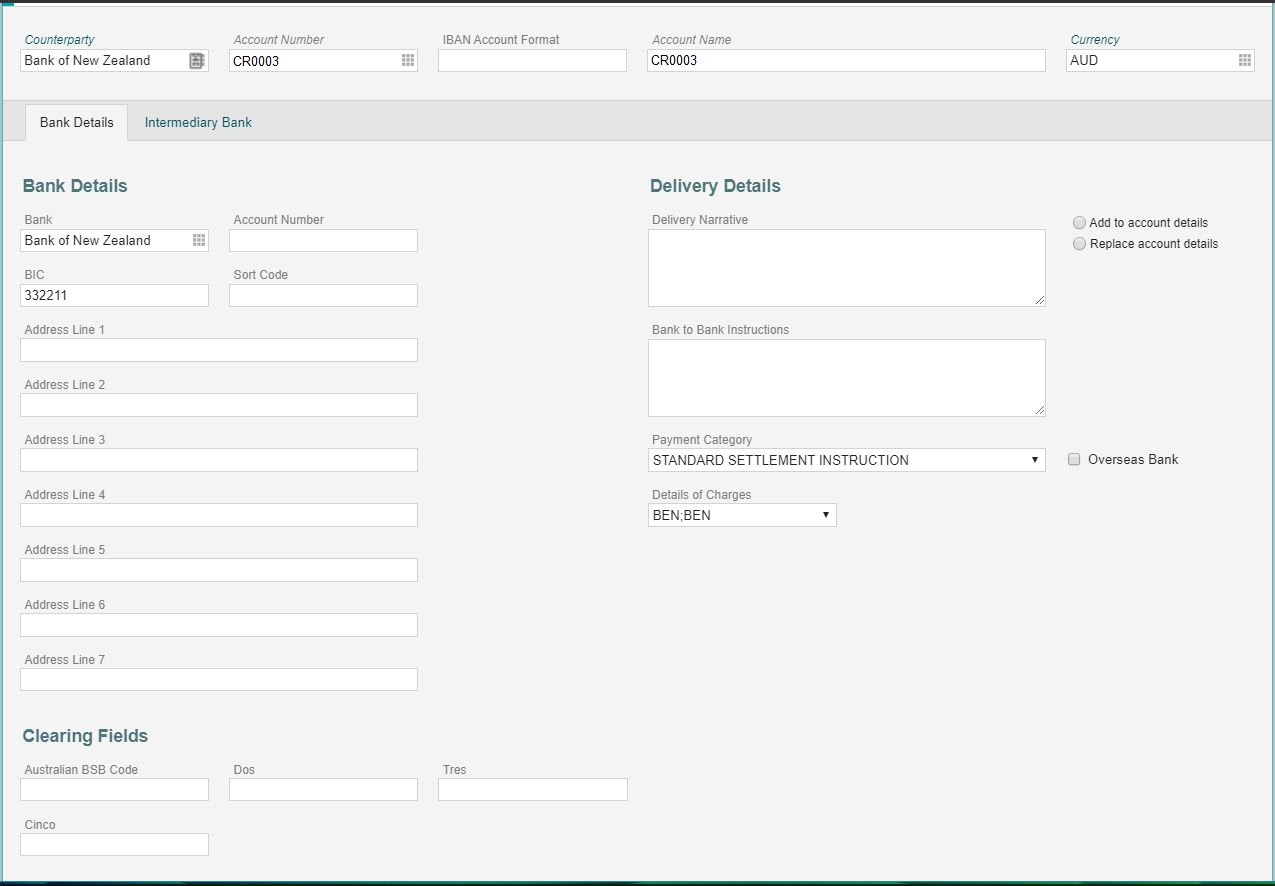 Counterparty Account Number IBAN Account Format Account Name Currency
Bank of New Zealand CR0003 CR0003 AUD
Bank Details Intermediary Bank
Bank Details
Bank Account Number
Bank of New Zealand
BIC Sort Code
332211
Address Line 1
Address Line 2
Address Line 3
Address Line 4
Address Line 5
Address Line 6
Address Line 7
Delivery Details
Delivery Narrative
Add to account details
Replace account details
Bank to Bank Instructions
Payment Category
STANDARD SETTLEMENT INSTRUCTION Overseas Bank
Details of Charges
BEN;BEN
Clearing Fields
Australian BSB Code Dos Tres
Cinco